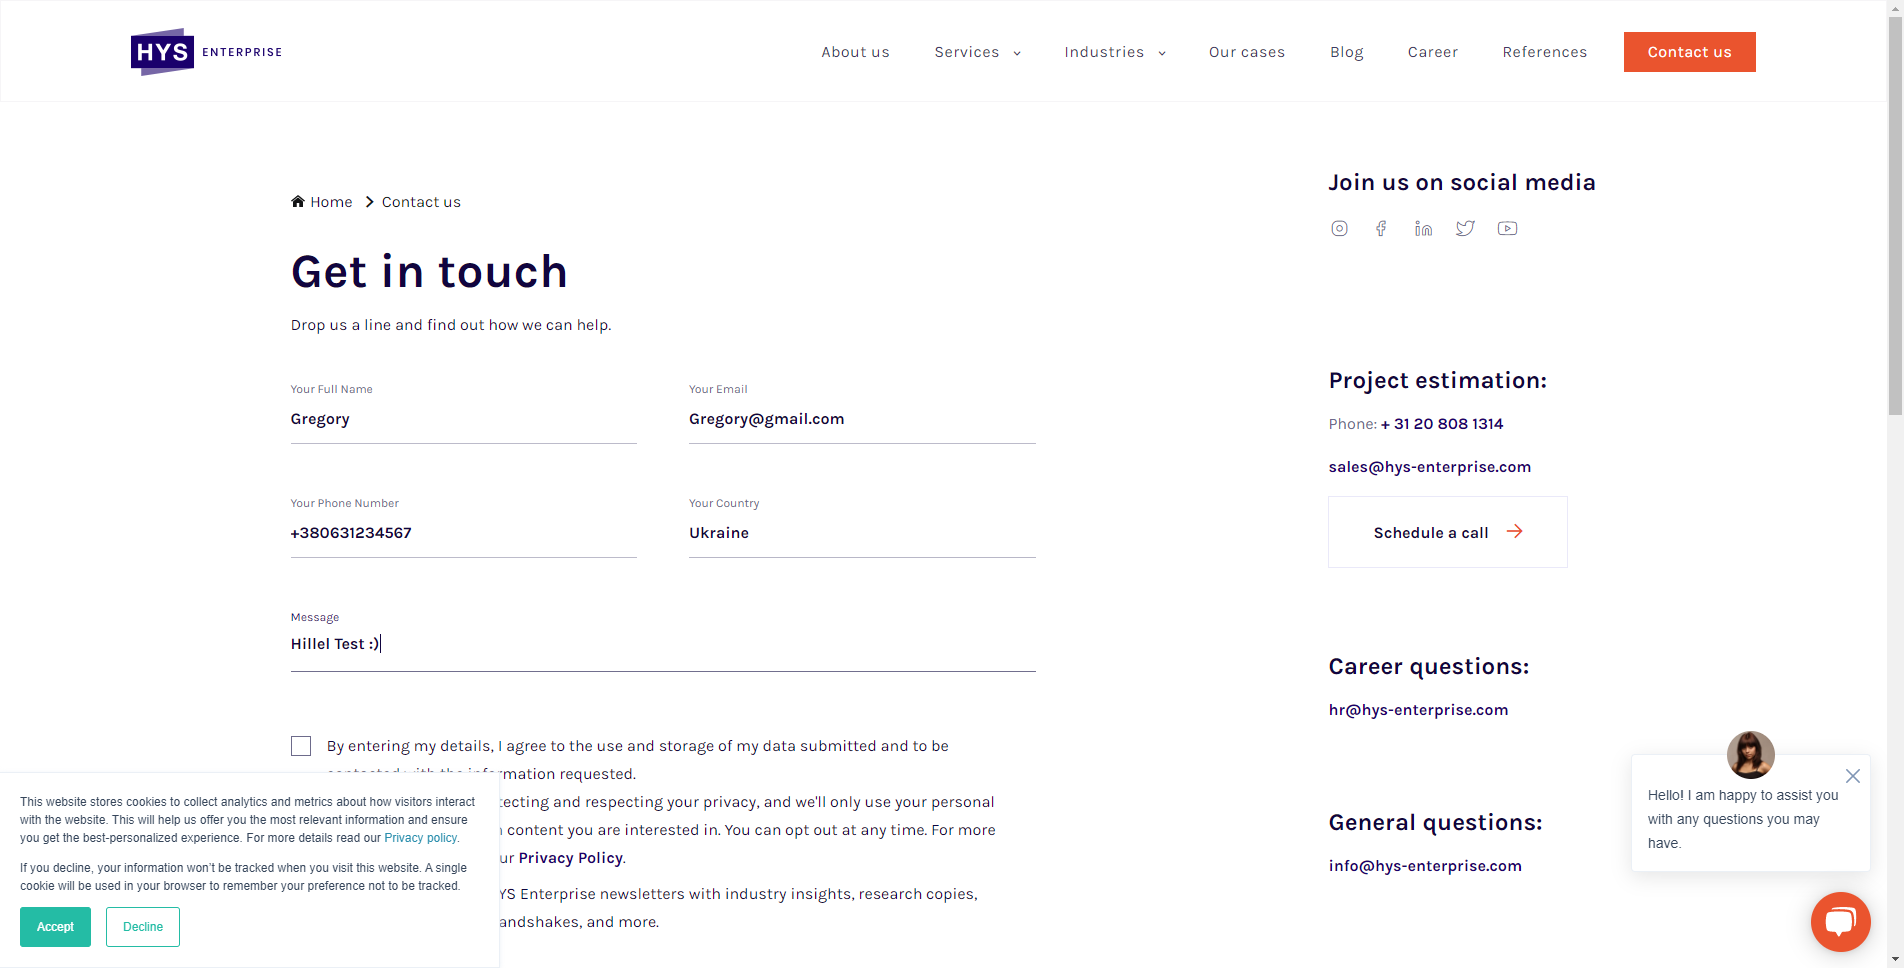 HYS ENTERPRISE
About us
Services
Industries
Our cases
Blog
Career
References
Contact us
Home
Contact us
Get in touch
Drop us a line and find out how we can help.
Your Full Name
Gregory
Your Email
Gregory@gmail.com
Your Phone Number
+380631234567
Your Country
Ukraine
Message
Hillel Test :)
By entering my details, I agree to the use and storage of my data submitted and to be
information requested.
tecting and respecting your privacy, and we'll only use your personal
content you are interested in. You can opt out at any time. For more
ur Privacy Policy.
YS Enterprise newsletters with industry insights, research copies,
andshakes, and more.
This website stores cookies to collect analytics and metrics about how visitors interact
with the website. This will help us offer you the most relevant information and ensure
you get the best-personalized experience. For more details read our Privacy policy.
If you decline, your information won't be tracked when you visit this website. A single
cookie will be used in your browser to remember your preference not to be tracked.
Accept
Decline
Join us on social media
Project estimation:
Phone: + 31 20 808 1314
sales@hys-enterprise.com
Schedule a call
Career questions:
hr@hys-enterprise.com
General questions:
info@hys-enterprise.com
Hello! I am happy to assist you
with any questions you may
have.